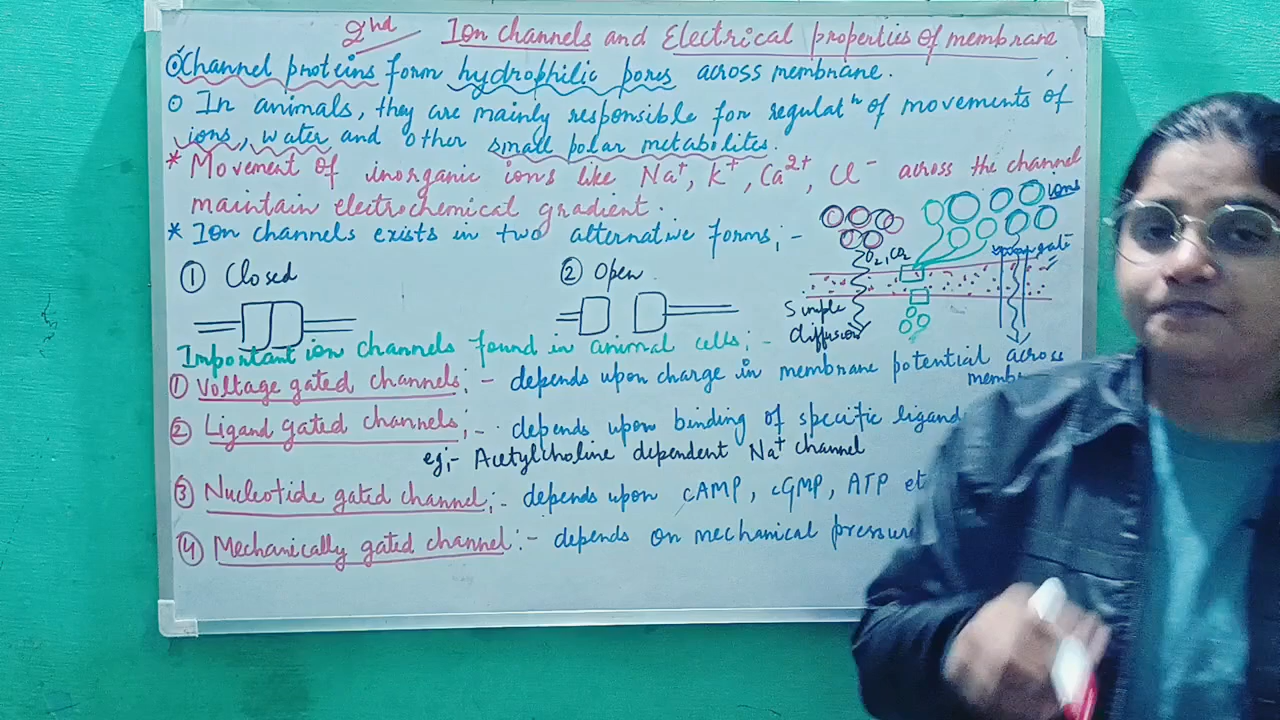 2nd Ion channels and Electrical properties of membrane
Channel proteins form hydrophilic pores across membrane.
In animals, they are mainly responsible for regulatn of movements of
ions, water and other small polar metabolites.
* Movement of inorganic ions like Na+, K+, Ca2+, Cl- across the channel
maintain electrochemical gradient.
* Ion channels exists in two alternative forms;-
① Closed
② Open
ions
O2, CO2
gate
Simple
diffusion
Important ion channels found in animal cells;-
① Voltage gated channels;- depends upon charge in membrane potential across
② Ligand gated channels;- depends upon binding of specific ligand
eg;- Acetylcholine dependent Na+ channel
③ Nucleotide gated channel;- depends upon cAMP, cGMP, ATP et
④ Mechanically gated channel:- depends on mechanical pressure